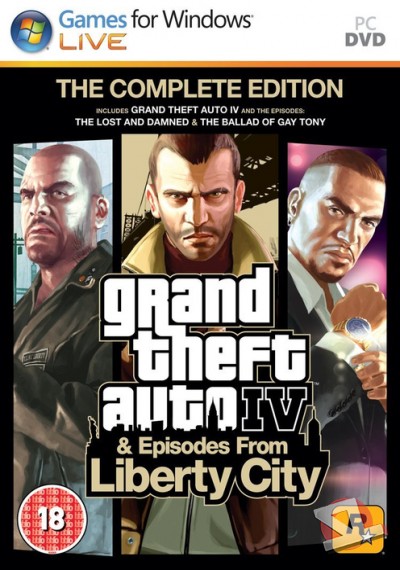 Games for Windows
LIVE
PC
DVD
THE COMPLETE EDITION
INCLUDES GRAND THEFT AUTO IV AND THE EPISODES:
THE LOST AND DAMNED & THE BALLAD OF GAY TONY
grand
theft
auto IV
& Episodes From
Liberty City
18
R